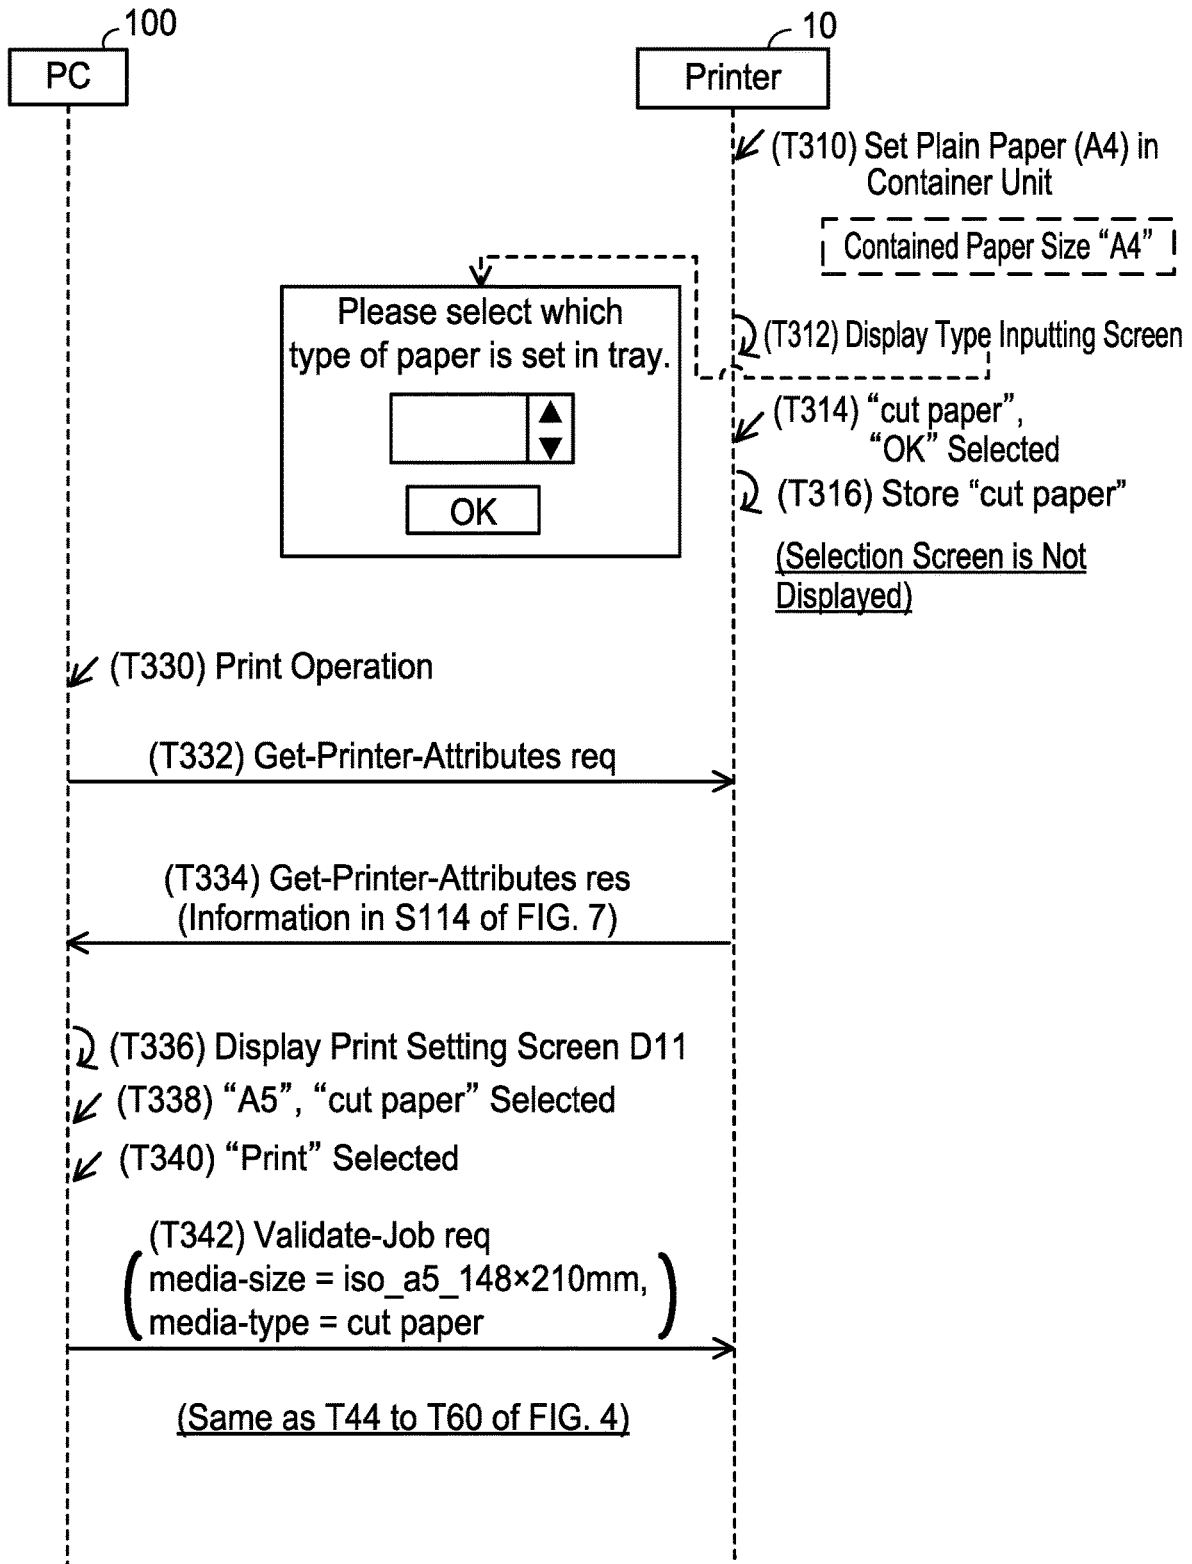 100
10
PC
Printer
(T310) Set Plain Paper (A4) in
Container Unit
Contained Paper Size “A4”
Please select which
type of paper is set in tray.
▲
▼
OK
(T312) Display Type Inputting Screen
(T314) “cut paper”,
“OK” Selected
(T316) Store “cut paper”
(Selection Screen is Not
Displayed)
(T330) Print Operation
(T332) Get-Printer-Attributes req
(T334) Get-Printer-Attributes res
(Information in S114 of FIG. 7)
(T336) Display Print Setting Screen D11
(T338) “A5”, “cut paper” Selected
(T340) “Print” Selected
(T342) Validate-Job req
media-size = iso_a5_148×210mm,
media-type = cut paper
(Same as T44 to T60 of FIG. 4)